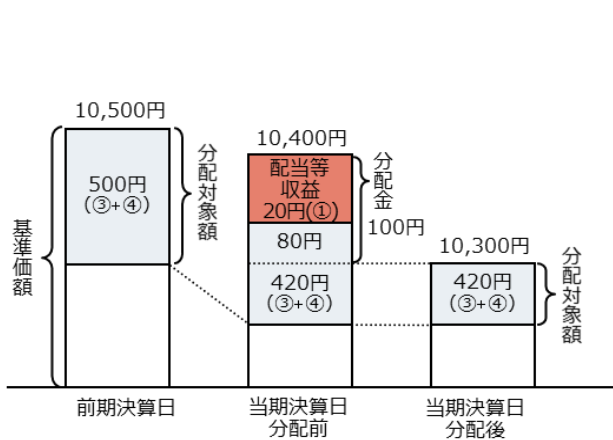 10,500円
500円
(③+④)
分配対象額
基準価額
前期決算日
10,400円
配当等
収益
20円(①)
80円
420円
(③+④)
分配金
100円
当期決算日
分配前
10,300円
420円
(③+④)
分配対象額
当期決算日
分配後